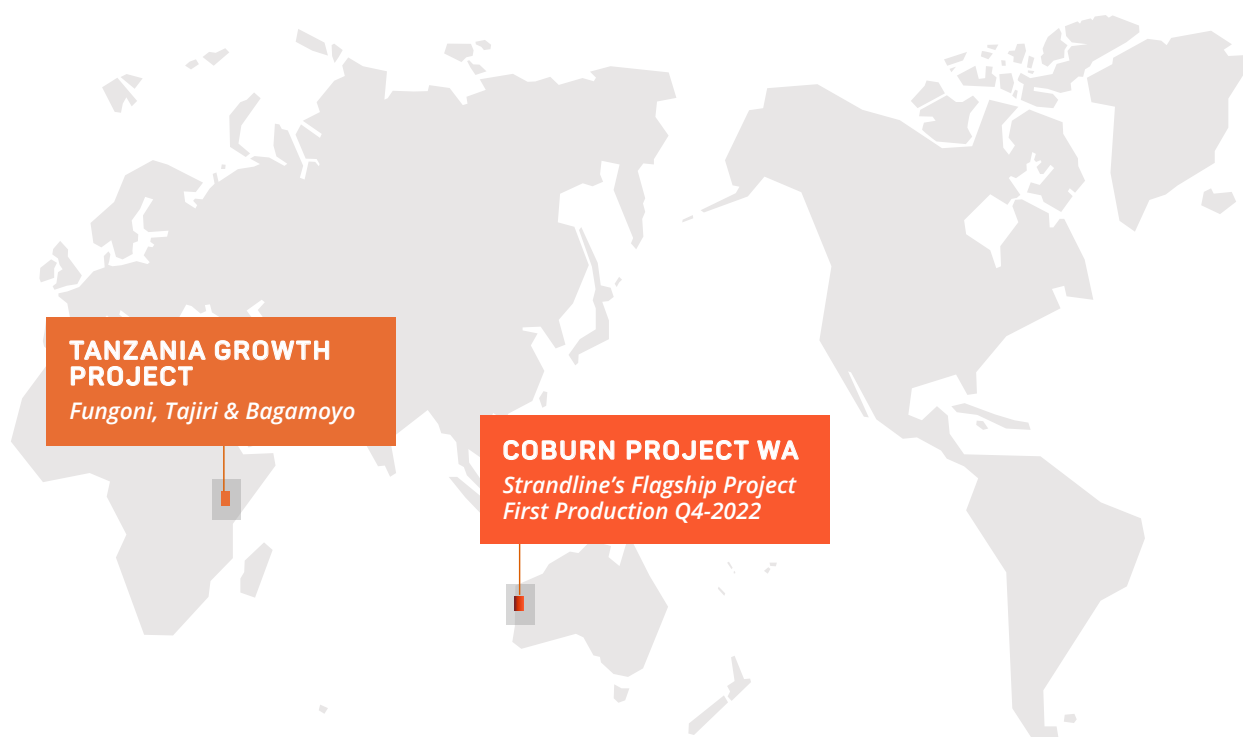 TANZANIA GROWTH
PROJECT
Fungoni, Tajiri & Bagamoyo
COBURN PROJECT WA
Strandline’s Flagship Project
First Production Q4-2022